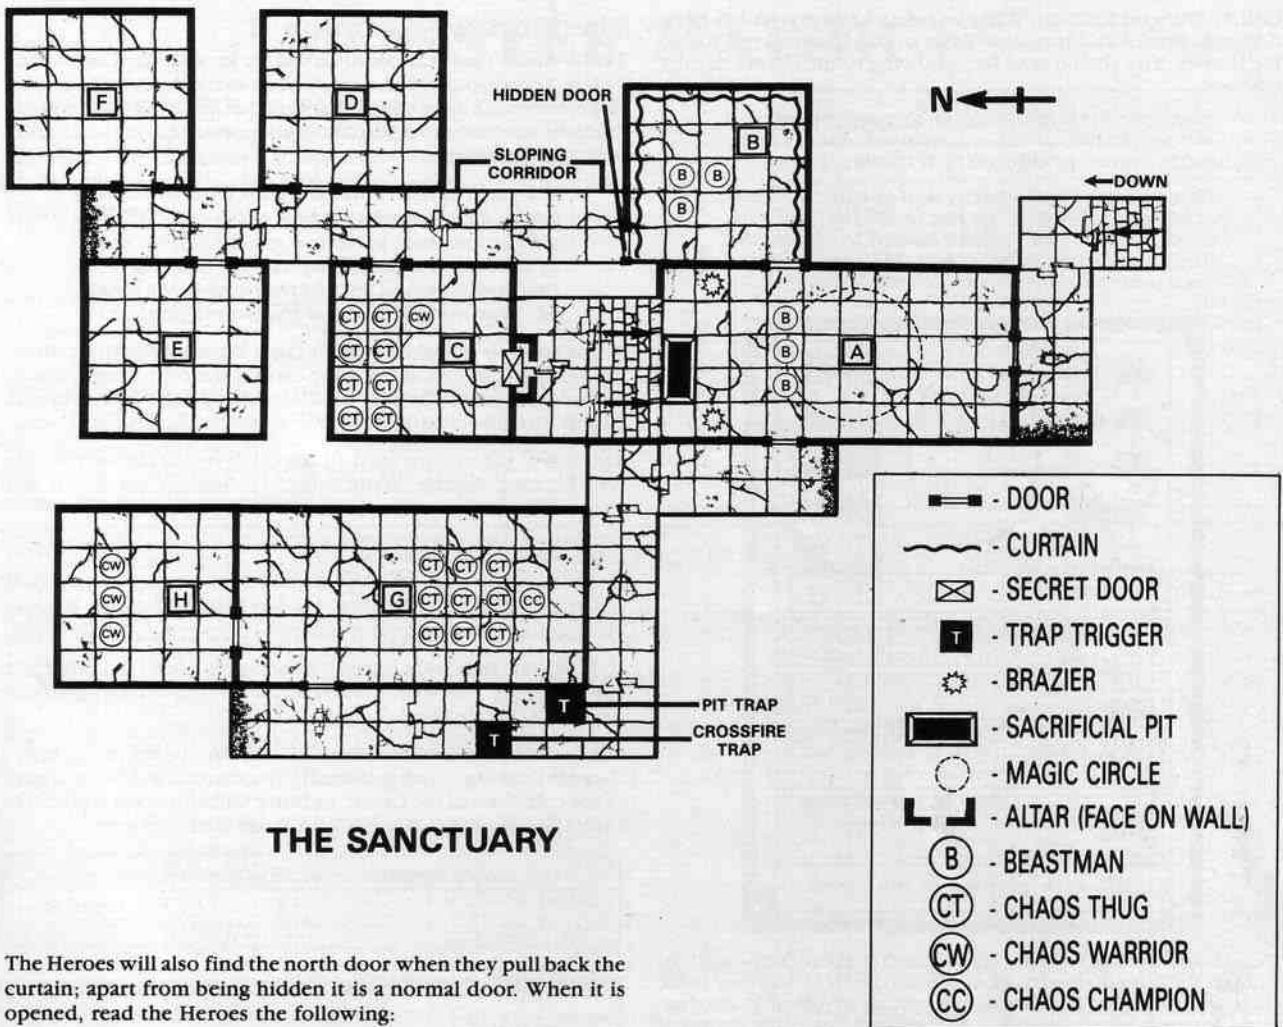 F
D
HIDDEN DOOR
B
N
SLOPING
CORRIDOR
B B
B
←DOWN
E
CT CT CW
CT CT
C
CT CT
CT CT
B
B
B
A
CW
CW
CW
H
G
CT CT CT
CT CT CT CC
CT CT CT
T
T
PIT TRAP
CROSSFIRE
TRAP
THE SANCTUARY
- DOOR
- CURTAIN
- SECRET DOOR
T - TRAP TRIGGER
- BRAZIER
- SACRIFICIAL PIT
- MAGIC CIRCLE
- ALTAR (FACE ON WALL)
B - BEASTMAN
CT - CHAOS THUG
CW - CHAOS WARRIOR
CC - CHAOS CHAMPION
The Heroes will also find the north door when they pull back the
curtain; apart from being hidden it is a normal door. When it is
opened, read the Heroes the following: